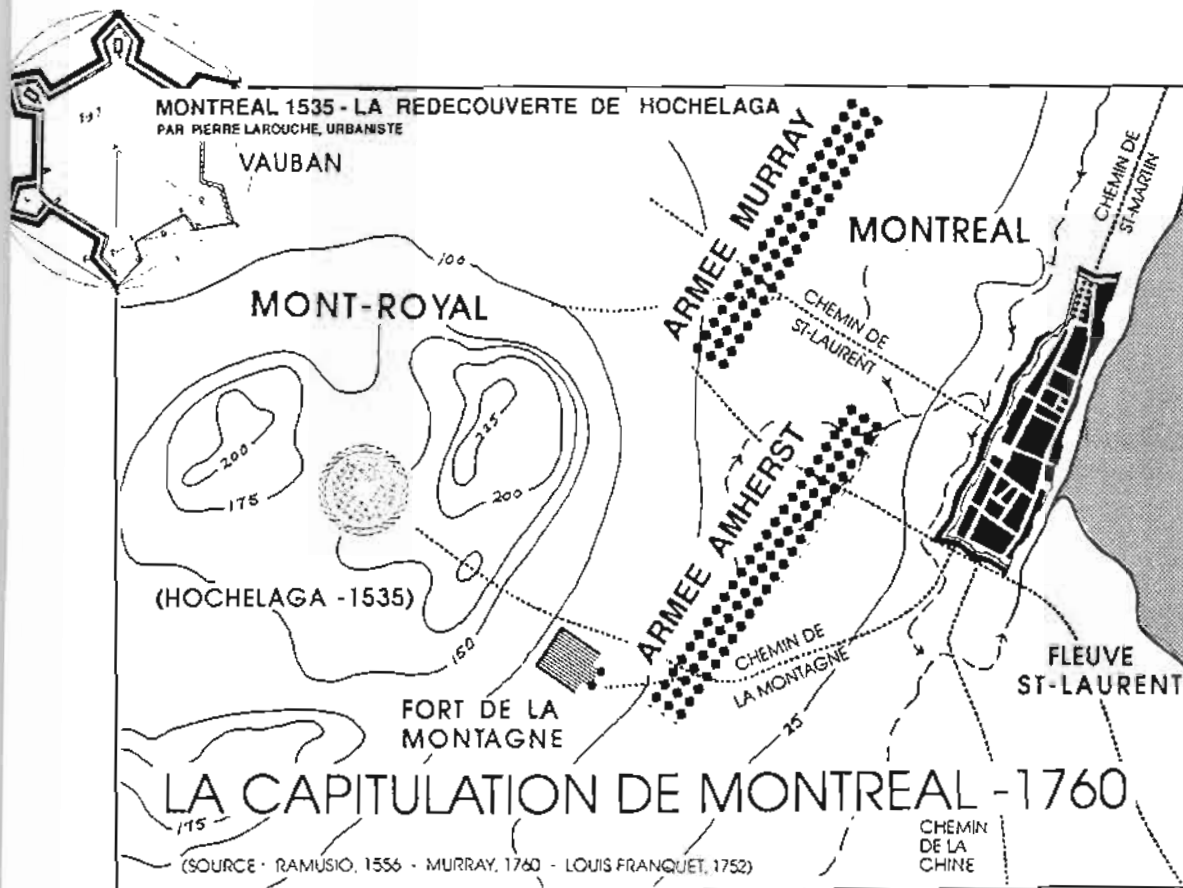 Q
D
MONTREAL 1535 - LA REDECOUVERTE DE HOCHELAGA
PAR PIERRE LAROUCHE, URBANISTE
VAUBAN
ARMEE MURRAY
MONTREAL
CHEMIN DE
ST-MARTIN
100
MONT-ROYAL
CHEMIN DE
ST-LAURENT
200
175
225
200
ARMEE AMHERST
(HOCHELAGA -1535)
150
CHEMIN DE
LA MONTAGNE
FLEUVE
ST-LAURENT
FORT DE LA
MONTAGNE
25
LA CAPITULATION DE MONTREAL -1760
175
CHEMIN
DE LA
CHINE
(SOURCE · RAMUSIO, 1556 - MURRAY, 1760 - LOUIS FRANQUET, 1752)